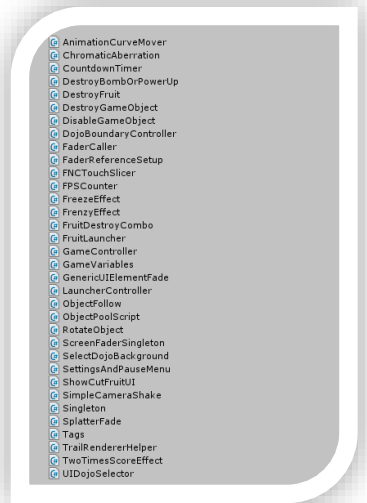 AnimationCurveMover
ChromaticAberration
CountdownTimer
DestroyBombOrPowerUp
DestroyFruit
DestroyGameObject
DisableGameObject
DojoBoundaryController
FaderCaller
FaderReferenceSetup
FNCTouchSlicer
FPSCounter
FreezeEffect
FrenzyEffect
FruitDestroyCombo
FruitLauncher
GameController
GameVariables
GenericUIElementFade
LauncherController
ObjectFollow
ObjectPoolScript
RotateObject
ScreenFaderSingleton
SelectDojoBackground
SettingsAndPauseMenu
ShowCutFruitUI
SimpleCameraShake
Singleton
SplatterFade
Tags
TrailRendererHelper
TwoTimesScoreEffect
UIDojoSelector